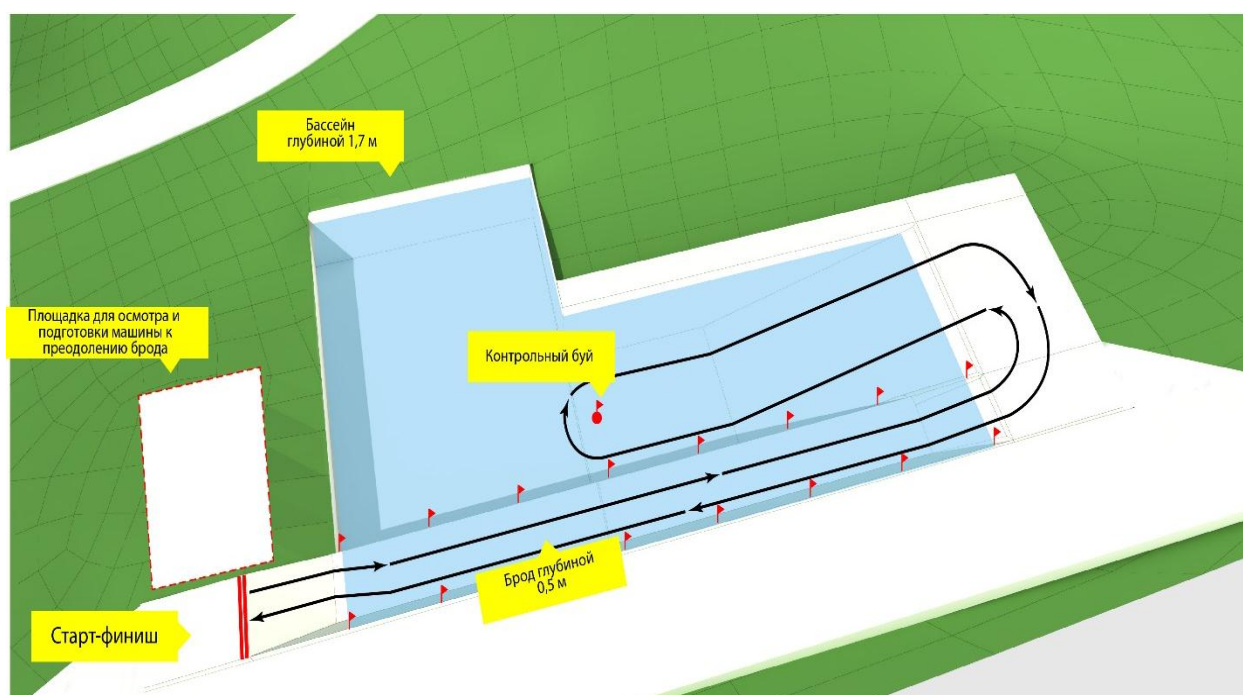 Бассейн
глубиной 1,7 м
Площадка для осмотра и
подготовки машины к
преодолению брода
Контрольный буй
Брод глубиной
0,5 м
Старт-финиш